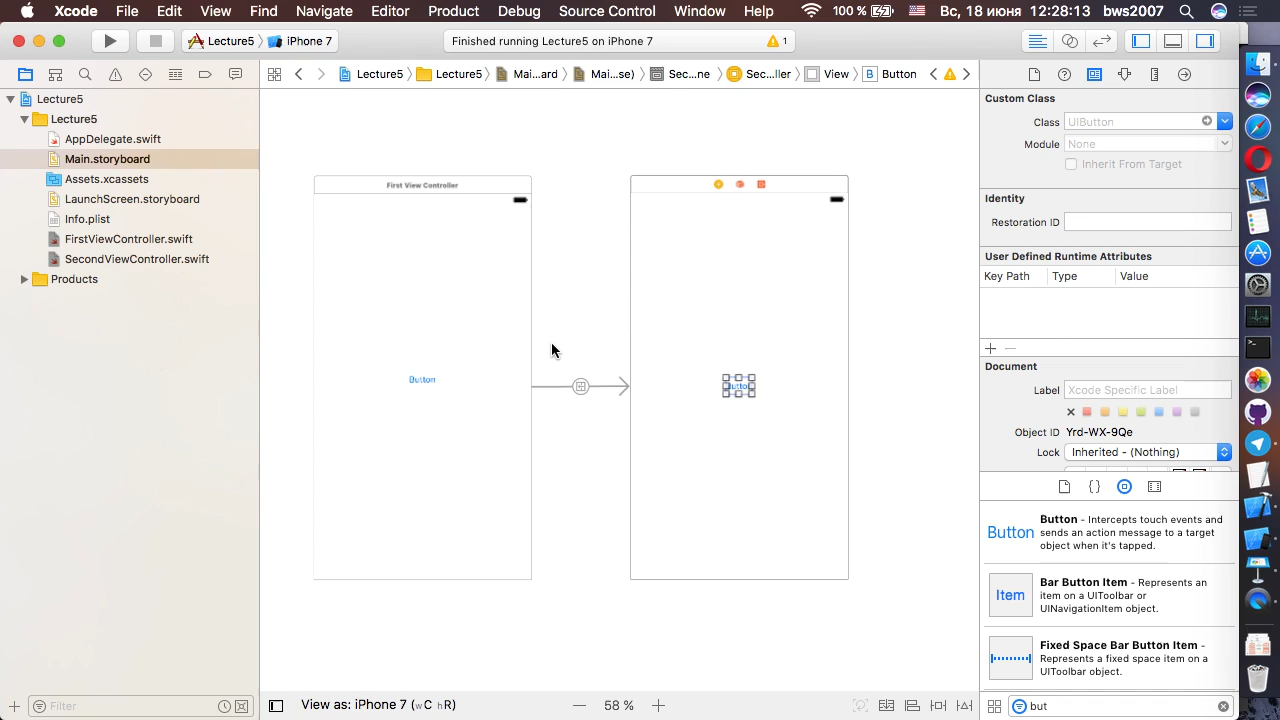 Xcode File Edit View Find Navigate Editor Product Debug Source Control Window Help 100 % Вс, 18 июня 12:28:13 bws2007
Lecture5 iPhone 7 Finished running Lecture5 on iPhone 7 1
Lecture5 Lecture5 Mai...ard Mai...se) Sec...ne Sec...ller View B Button
Lecture5
Lecture5
AppDelegate.swift
Main.storyboard
Assets.xcassets
LaunchScreen.storyboard
Info.plist
FirstViewController.swift
SecondViewController.swift
Products
First View Controller
Button
Custom Class
Class UIButton
Module None
Inherit From Target
Identity
Restoration ID
User Defined Runtime Attributes
Key Path Type Value
Document
Label Xcode Specific Label
Object ID Yrd-WX-9Qe
Lock Inherited - (Nothing)
Button
Button - Intercepts touch events and
sends an action message to a target
object when it's tapped.
Item
Bar Button Item - Represents an
item on a UIToolbar or
UINavigationItem object.
Fixed Space Bar Button Item -
Represents a fixed space item on a
UIToolbar object.
Filter
View as: iPhone 7 (wC hR)
58 %
but